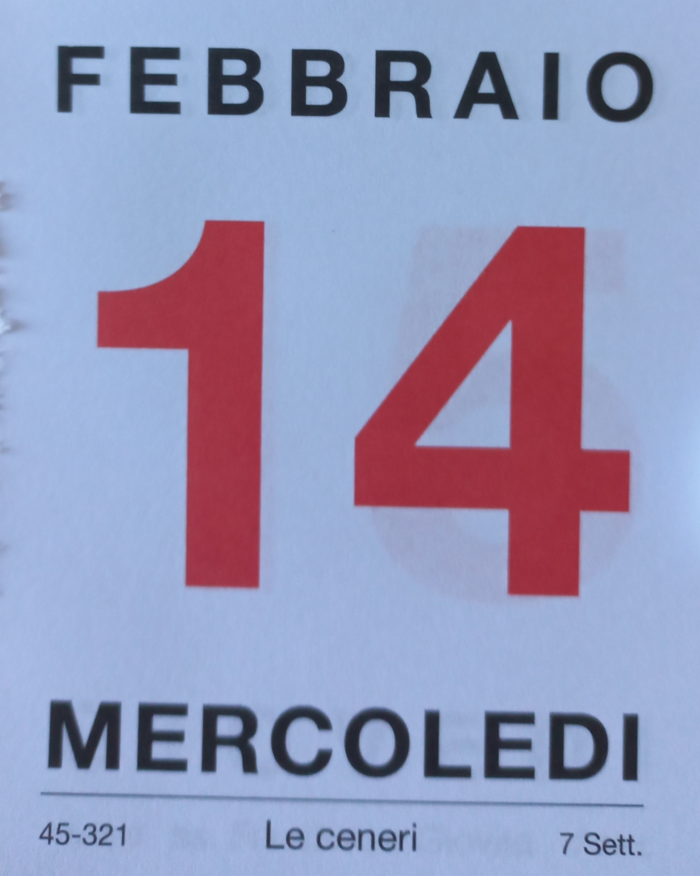 FEBBRAIO
14
MERCOLEDI
45-321 Le ceneri 7 Sett.